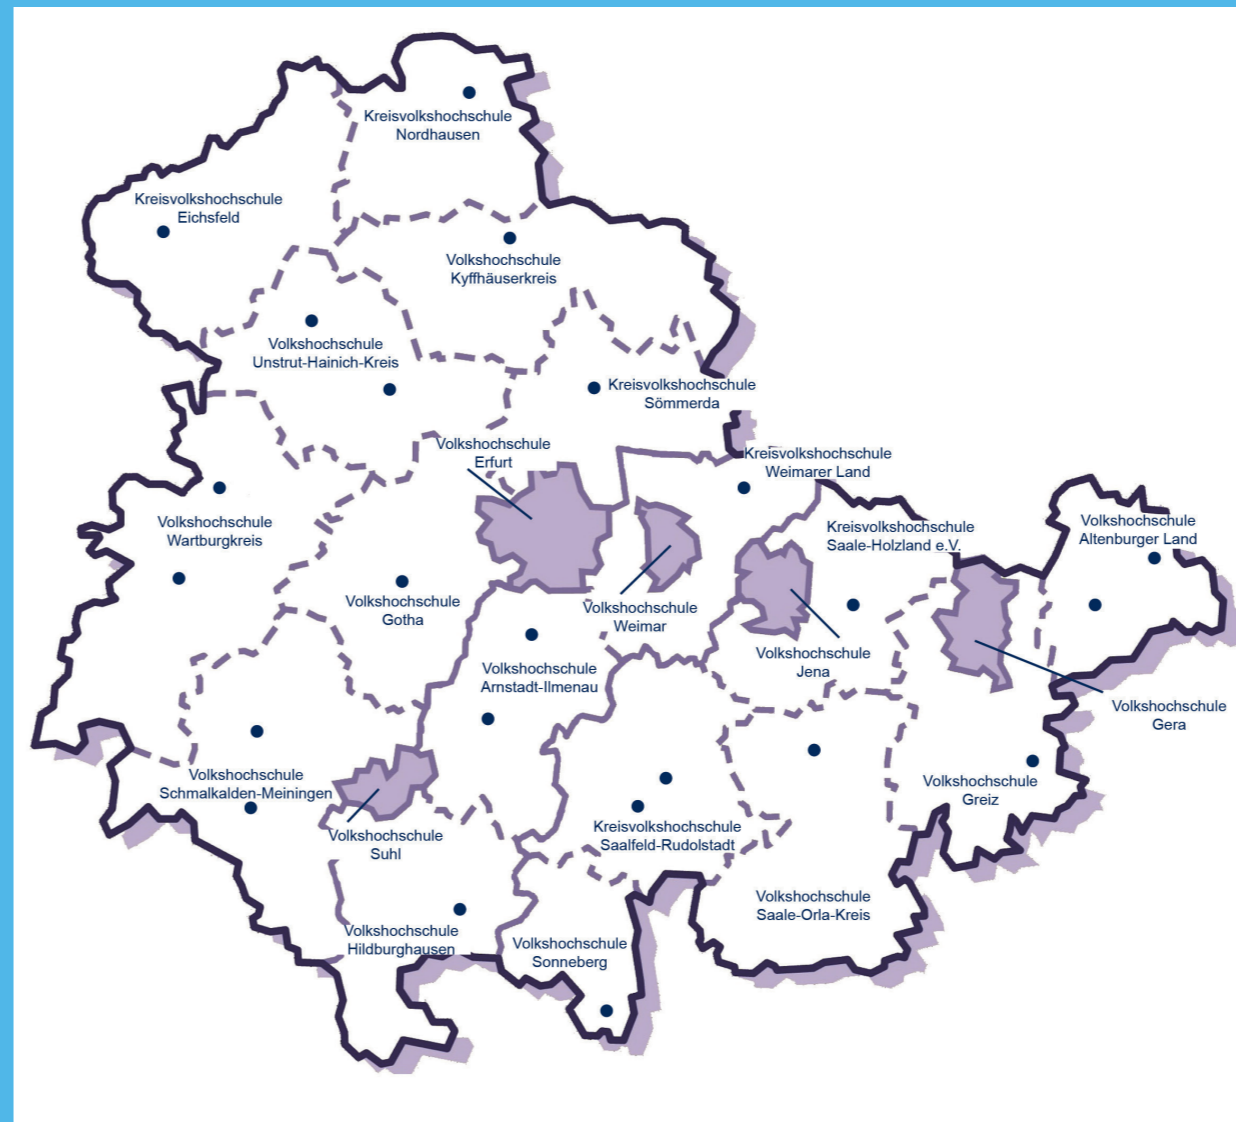 Kreisvolkshochschule
Nordhausen
Kreisvolkshochschule
Eichsfeld
Volkshochschule
Kyffhäuserkreis
Volkshochschule
Unstrut-Hainich-Kreis
Kreisvolkshochschule
Sömmerda
Volkshochschule
Erfurt
Kreisvolkshochschule
Weimarer Land
Volkshochschule
Wartburgkreis
Kreisvolkshochschule
Saale-Holzland e.V.
Volkshochschule
Altenburger Land
Volkshochschule
Gotha
Volkshochschule
Weimar
Volkshochschule
Jena
Volkshochschule
Arnstadt-Ilmenau
Volkshochschule
Gera
Volkshochschule
Schmalkalden-Meiningen
Volkshochschule
Greiz
Volkshochschule
Suhl
Kreisvolkshochschule
Saalfeld-Rudolstadt
Volkshochschule
Saale-Orla-Kreis
Volkshochschule
Hildburghausen
Volkshochschule
Sonneberg